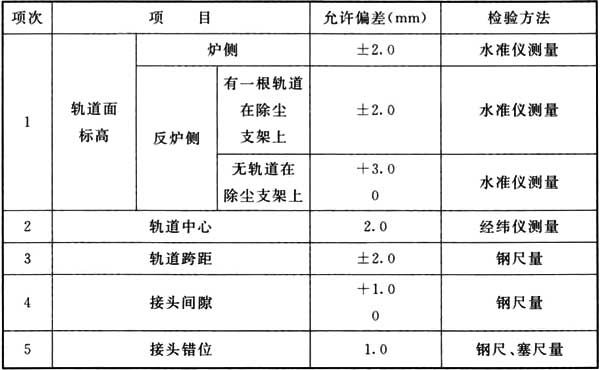 项次 项 目 允许偏差(mm) 检验方法
1 轨道面标高 炉侧 ±2.0 水准仪测量
反炉侧 有一根轨道在除尘支架上 ±2.0 水准仪测量
无轨道在除尘支架上 +3.0 0 水准仪测量
2 轨道中心 2.0 经纬仪测量
3 轨道跨距 ±2.0 钢尺量
4 接头间隙 +1.0 0 钢尺量
5 接头错位 1.0 钢尺、塞尺量